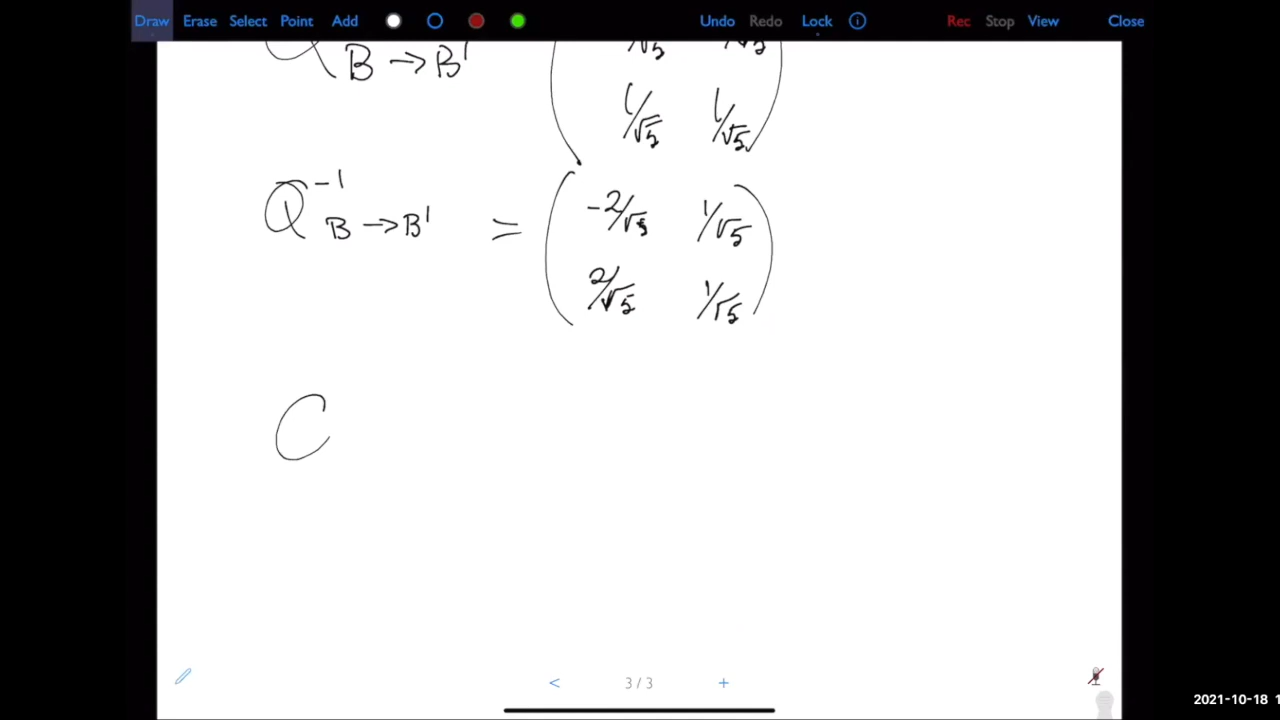 Draw Erase Select Point Add Undo Redo Lock Rec Stop View Close
Q B → B'
1/√5 1/√5
Q⁻¹ B → B' = ( -2/√5 1/√5
2/√5 1/√5 )
C
< 3 / 3 +
2021-10-18 1